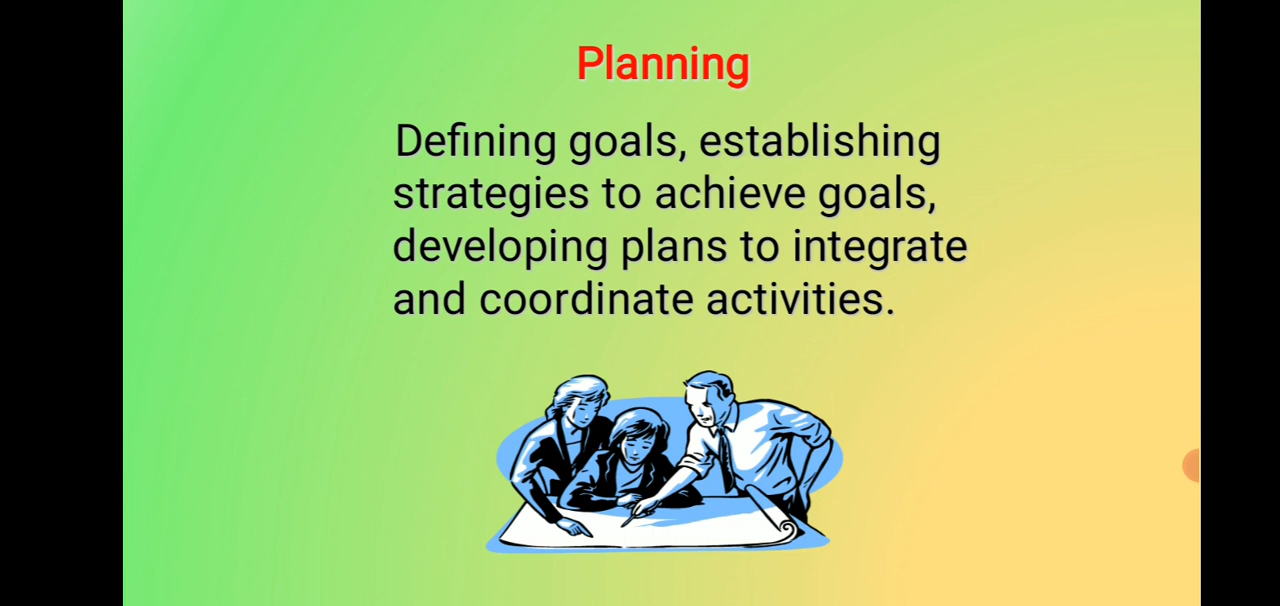 Planning
Defining goals, establishing
strategies to achieve goals,
developing plans to integrate
and coordinate activities.